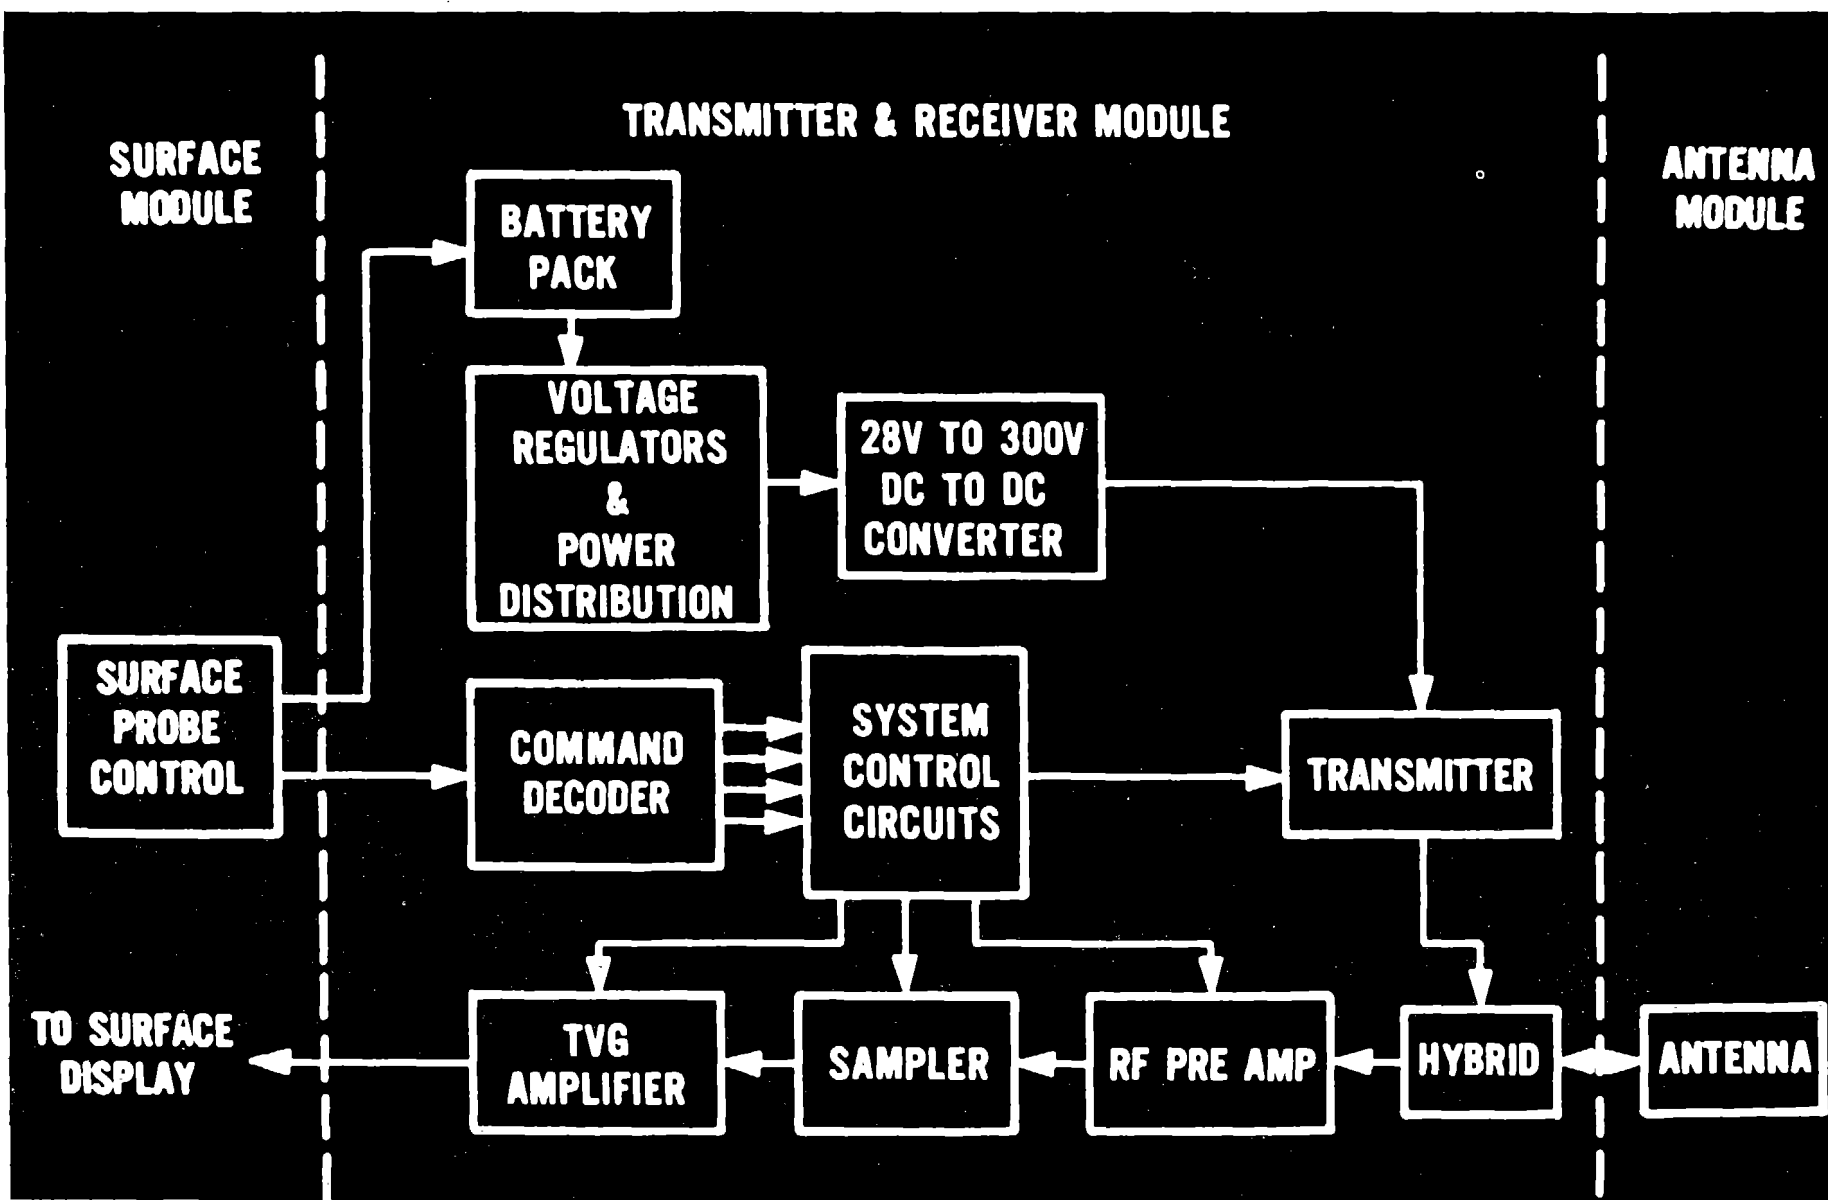 TRANSMITTER & RECEIVER MODULE
SURFACE
MODULE
ANTENNA
MODULE
BATTERY
PACK
VOLTAGE
REGULATORS
&
POWER
DISTRIBUTION
28V TO 300V
DC TO DC
CONVERTER
SURFACE
PROBE
CONTROL
COMMAND
DECODER
SYSTEM
CONTROL
CIRCUITS
TRANSMITTER
TO SURFACE
DISPLAY
TVG
AMPLIFIER
SAMPLER
RF PRE AMP
HYBRID
ANTENNA